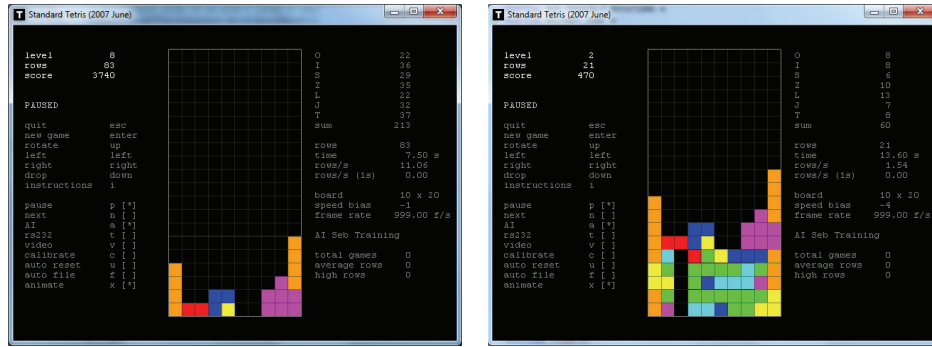 Standard Tetris (2007 June)
level 8
rows 83
score 3740
PAUSED
quit esc
new game enter
rotate up
left left
right right
drop down
instructions i
pause p [*]
next n [ ]
AI a [*]
rs232 t [ ]
video v [ ]
calibrate c [ ]
auto reset u [ ]
auto file f [ ]
animate x [*]
O 22
I 36
S 29
Z 35
L 22
J 32
T 37
sum 213
rows 83
time 7.50 s
rows/s 11.06
rows/s (1s) 0.00
board 10 x 20
speed bias -1
frame rate 999.00 f/s
AI Seb Training
total games 0
average rows 0
high rows 0
Standard Tetris (2007 June)
level 2
rows 21
score 470
PAUSED
quit esc
new game enter
rotate up
left left
right right
drop down
instructions i
pause p [*]
next n [ ]
AI a [*]
rs232 t [ ]
video v [ ]
calibrate c [ ]
auto reset u [ ]
auto file f [ ]
animate x [*]
O 8
I 8
S 6
Z 10
L 13
J 7
T 8
sum 60
rows 21
time 13.60 s
rows/s 1.54
rows/s (1s) 0.00
board 10 x 20
speed bias -4
frame rate 999.00 f/s
AI Seb Training
total games 0
average rows 0
high rows 0